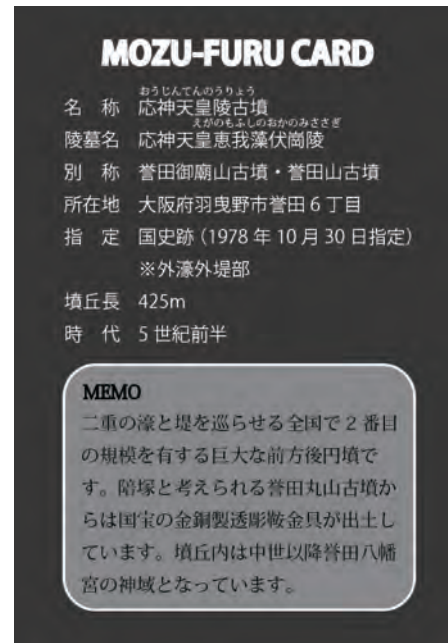 MOZU-FURU CARD
おうじんてんのうりょう
名 称 応神天皇陵古墳
えがのもふしのおかのみささぎ
陵墓名 応神天皇恵我藻伏崗陵
別 称 誉田御廟山古墳・誉田山古墳
所在地 大阪府羽曳野市誉田6丁目
指 定 国史跡(1978年10月30日指定)
※外濠外堤部
墳丘長 425m
時 代 5世紀前半
MEMO
二重の濠と堤を巡らせる全国で2番目
の規模を有する巨大な前方後円墳で
す。陪塚と考えられる誉田丸山古墳か
らは国宝の金銅製透彫鞍金具が出土し
ています。墳丘内は中世以降誉田八幡
宮の神域となっています。